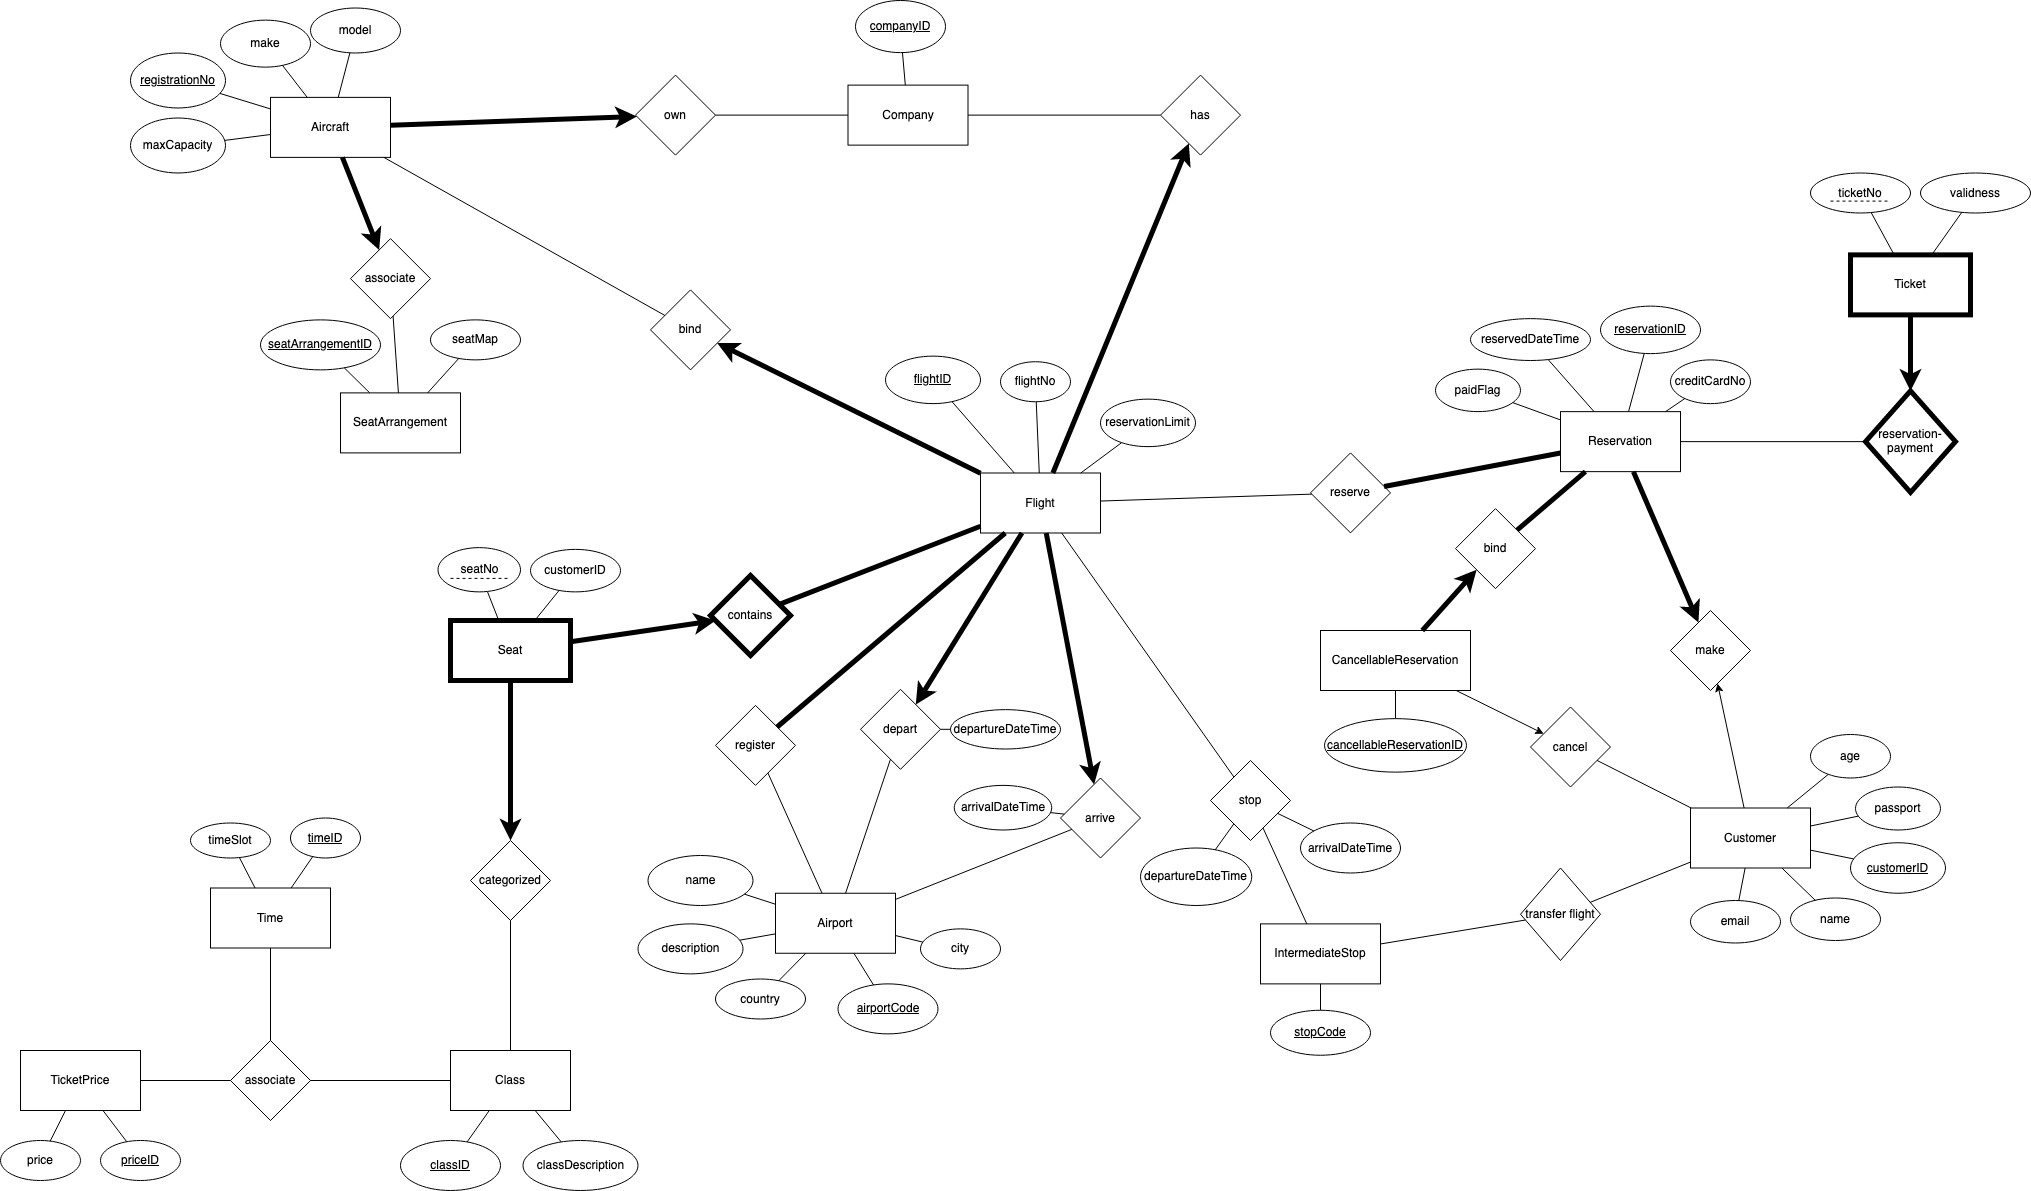 companyID
model
make
registrationNo
Aircraft
maxCapacity
own
Company
has
ticketNo
validness
associate
Ticket
bind
seatArrangementID
seatMap
reservedDateTime
reservationID
flightID
flightNo
paidFlag
creditCardNo
SeatArrangement
reservationLimit
Reservation
reservation-
payment
Flight
reserve
bind
seatNo
customerID
contains
Seat
CancellableReservation
make
register
depart
departureDateTime
cancellableReservationID
cancel
age
stop
arrivalDateTime
arrive
passport
timeSlot
timeID
arrivalDateTime
Customer
categorized
name
departureDateTime
customerID
Time
Airport
transfer flight
email
name
description
city
IntermediateStop
country
airportCode
stopCode
TicketPrice
associate
Class
price
priceID
classID
classDescription